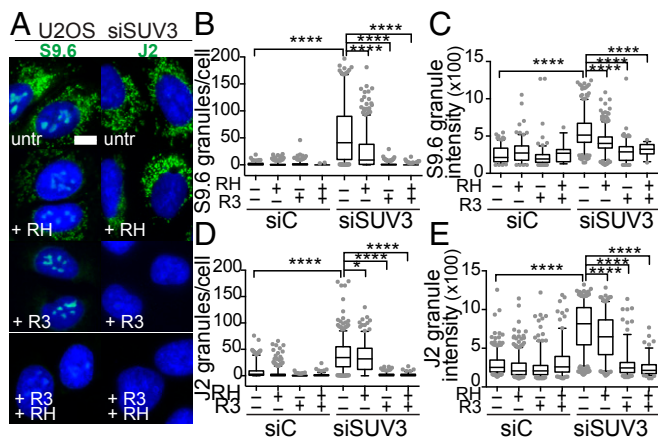 A
U2OS siSUV3
S9.6 J2
untr untr
+ RH + RH
+ R3 + R3
+ R3 + R3
+ RH + RH
B
S9.6 granules/cell
200
150
100
50
0
****
****
****
****
****
RH – + – + – + – +
R3 – – + + – – + +
siC siSUV3
C
S9.6 granule
intensity (x100)
15
10
5
0
****
****
****
****
****
RH – + – + – + – +
R3 – – + + – – + +
siC siSUV3
D
J2 granules/cell
200
150
100
50
0
****
****
****
*
RH – + – + – + – +
R3 – – + + – – + +
siC siSUV3
E
J2 granule
intensity (x100)
15
10
5
0
****
****
****
****
RH – + – + – + – +
R3 – – + + – – + +
siC siSUV3